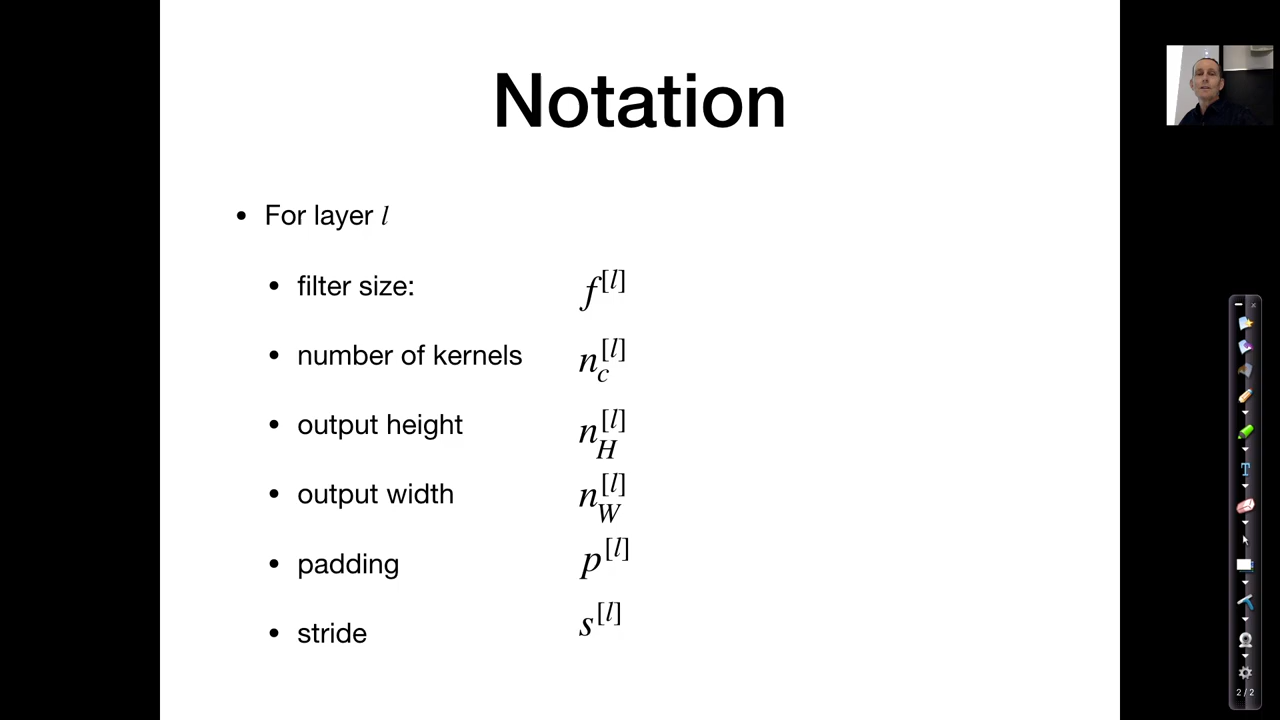 Notation
• For layer l
• filter size: f^{[l]}
• number of kernels n_c^{[l]}
• output height n_H^{[l]}
• output width n_W^{[l]}
• padding p^{[l]}
• stride s^{[l]}
T
2 / 2